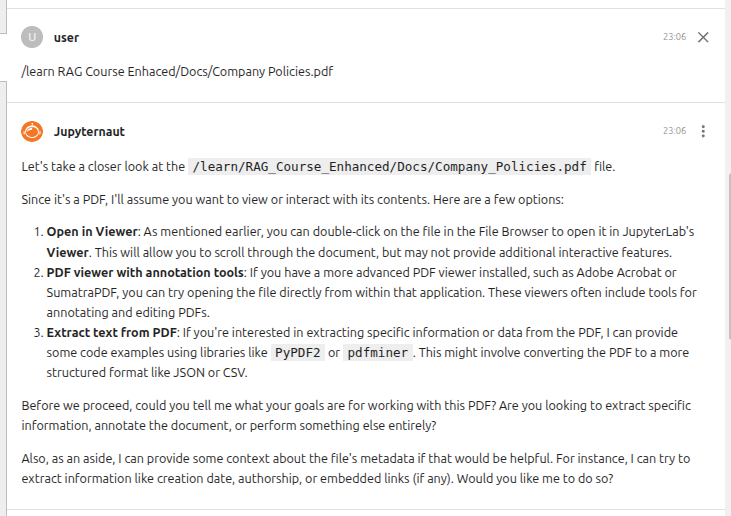 U user 23:06
/learn RAG Course Enhaced/Docs/Company Policies.pdf
Jupyternaut 23:06
Let's take a closer look at the /learn/RAG_Course_Enhanced/Docs/Company_Policies.pdf file.
Since it's a PDF, I'll assume you want to view or interact with its contents. Here are a few options:
1. Open in Viewer: As mentioned earlier, you can double-click on the file in the File Browser to open it in JupyterLab's
Viewer. This will allow you to scroll through the document, but may not provide additional interactive features.
2. PDF viewer with annotation tools: If you have a more advanced PDF viewer installed, such as Adobe Acrobat or
SumatraPDF, you can try opening the file directly from within that application. These viewers often include tools for
annotating and editing PDFs.
3. Extract text from PDF: If you're interested in extracting specific information or data from the PDF, I can provide
some code examples using libraries like PyPDF2 or pdfminer. This might involve converting the PDF to a more
structured format like JSON or CSV.
Before we proceed, could you tell me what your goals are for working with this PDF? Are you looking to extract specific
information, annotate the document, or perform something else entirely?
Also, as an aside, I can provide some context about the file's metadata if that would be helpful. For instance, I can try to
extract information like creation date, authorship, or embedded links (if any). Would you like me to do so?